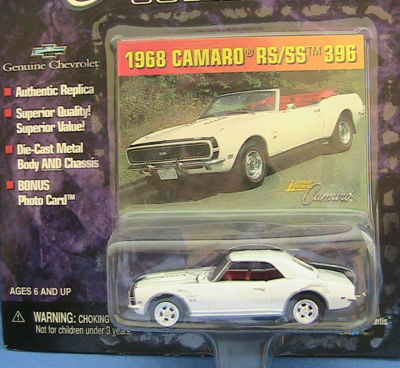 Genuine Chevrolet
1968 CAMARO® RS/SS™ 396
Authentic Replica
Superior Quality!
Superior Value!
Die-Cast Metal
Body AND Chassis
BONUS
Photo Card™
Camaro
AGES 6 AND UP
WARNING: CHOKING
Not for children under 3 years.